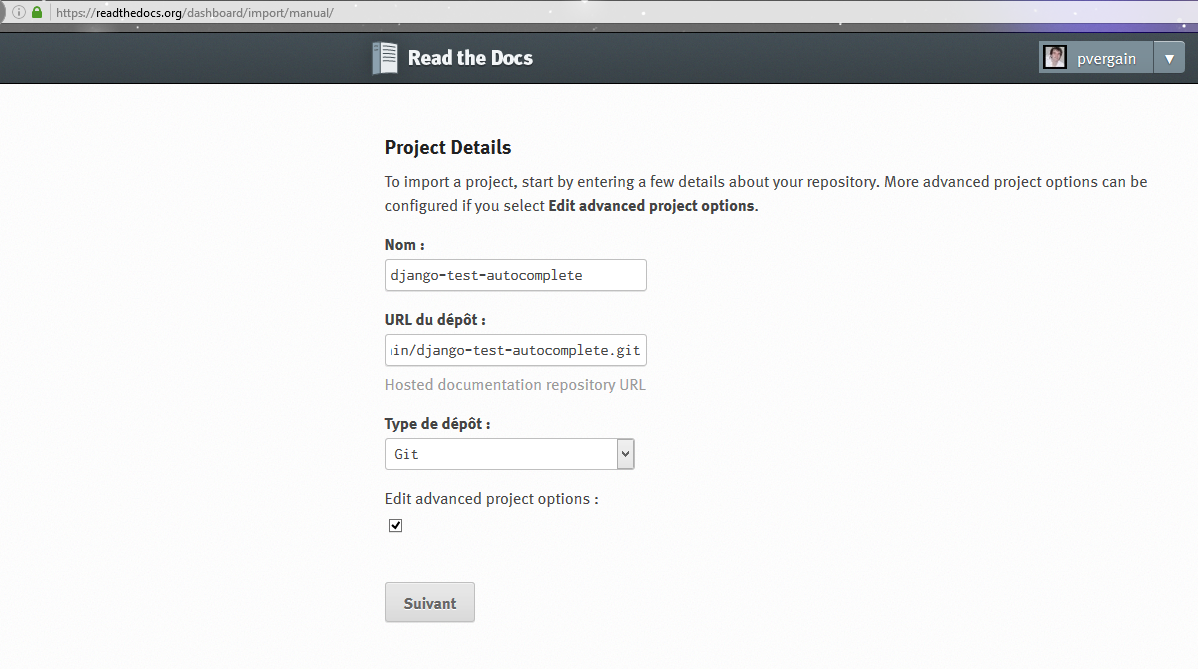 https://readthedocs.org/dashboard/import/manual/
Read the Docs
pvergain
Project Details
To import a project, start by entering a few details about your repository. More advanced project options can be
configured if you select Edit advanced project options.
Nom :
django-test-autocomplete
URL du dépôt :
in/django-test-autocomplete.git
Hosted documentation repository URL
Type de dépôt :
Git
Edit advanced project options :
Suivant